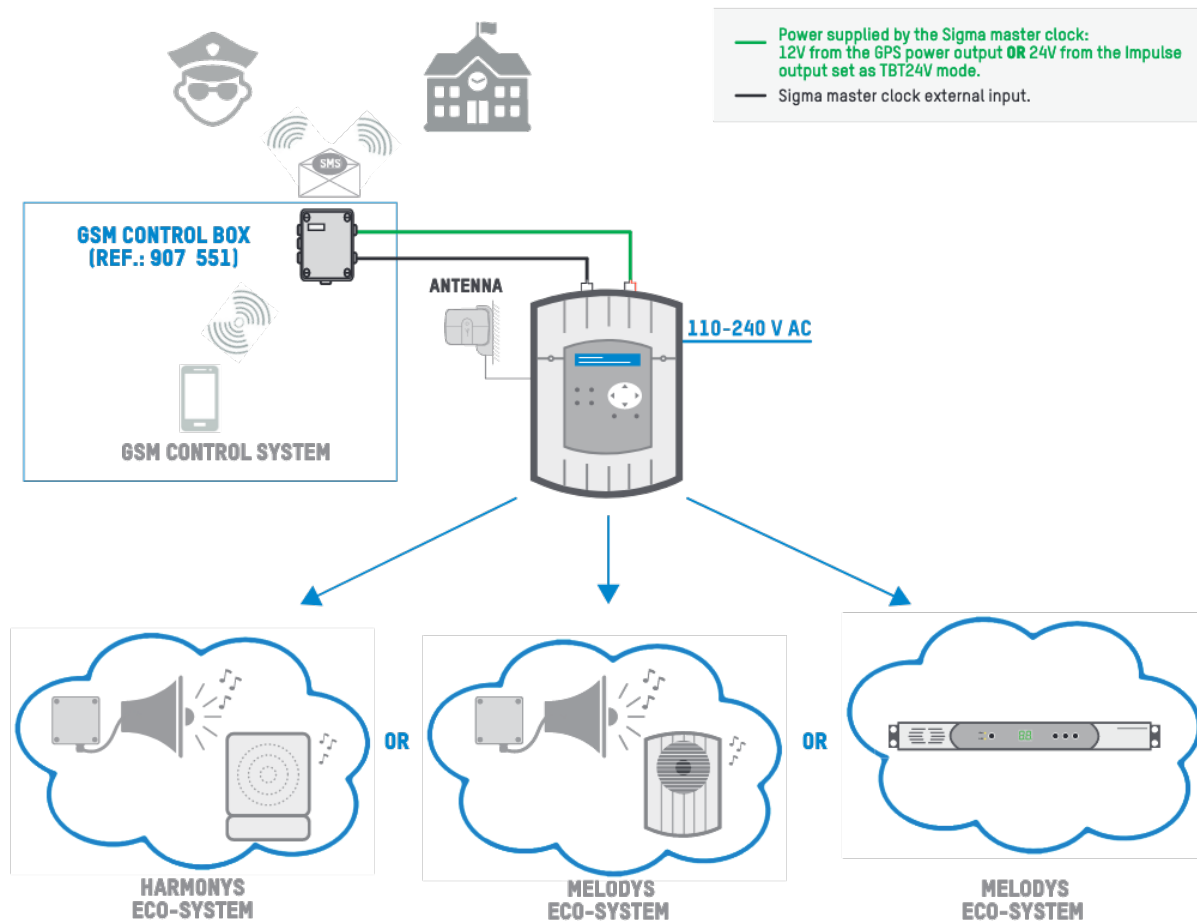 Power supplied by the Sigma master clock:
12V from the GPS power output OR 24V from the Impulse
output set as TBT24V mode.
Sigma master clock external input.
SMS
GSM CONTROL BOX
(REF.: 907 551)
ANTENNA
110-240 V AC
GSM CONTROL SYSTEM
OR
OR
88
HARMONYS
ECO-SYSTEM
MELODYS
ECO-SYSTEM
MELODYS
ECO-SYSTEM